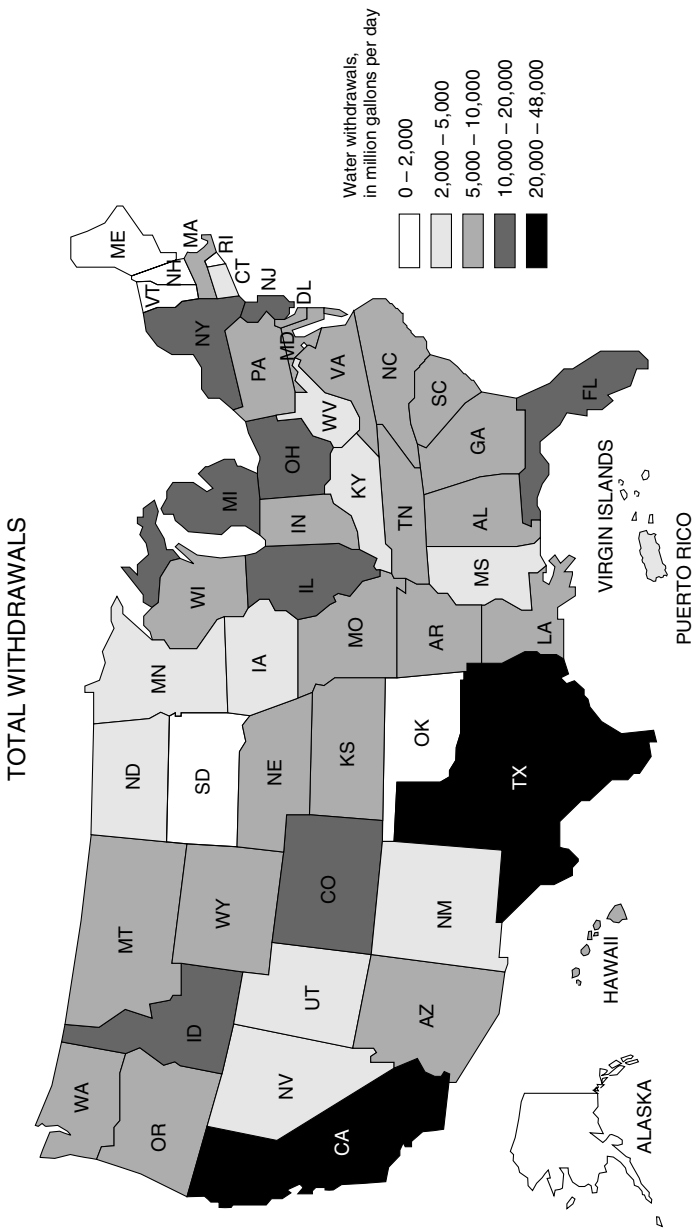 TOTAL WITHDRAWALS
WA
OR
CA
NV
ID
MT
WY
UT
AZ
CO
NM
ND
SD
NE
KS
OK
TX
MN
IA
MO
AR
LA
WI
IL
MI
IN
OH
KY
TN
MS
AL
GA
FL
SC
NC
VA
WV
PA
NY
VT
NH
ME
MA
RI
CT
NJ
DL
MD
ALASKA
HAWAII
PUERTO RICO
VIRGIN ISLANDS
Water withdrawals,
in million gallons per day
0 – 2,000
2,000 – 5,000
5,000 – 10,000
10,000 – 20,000
20,000 – 48,000